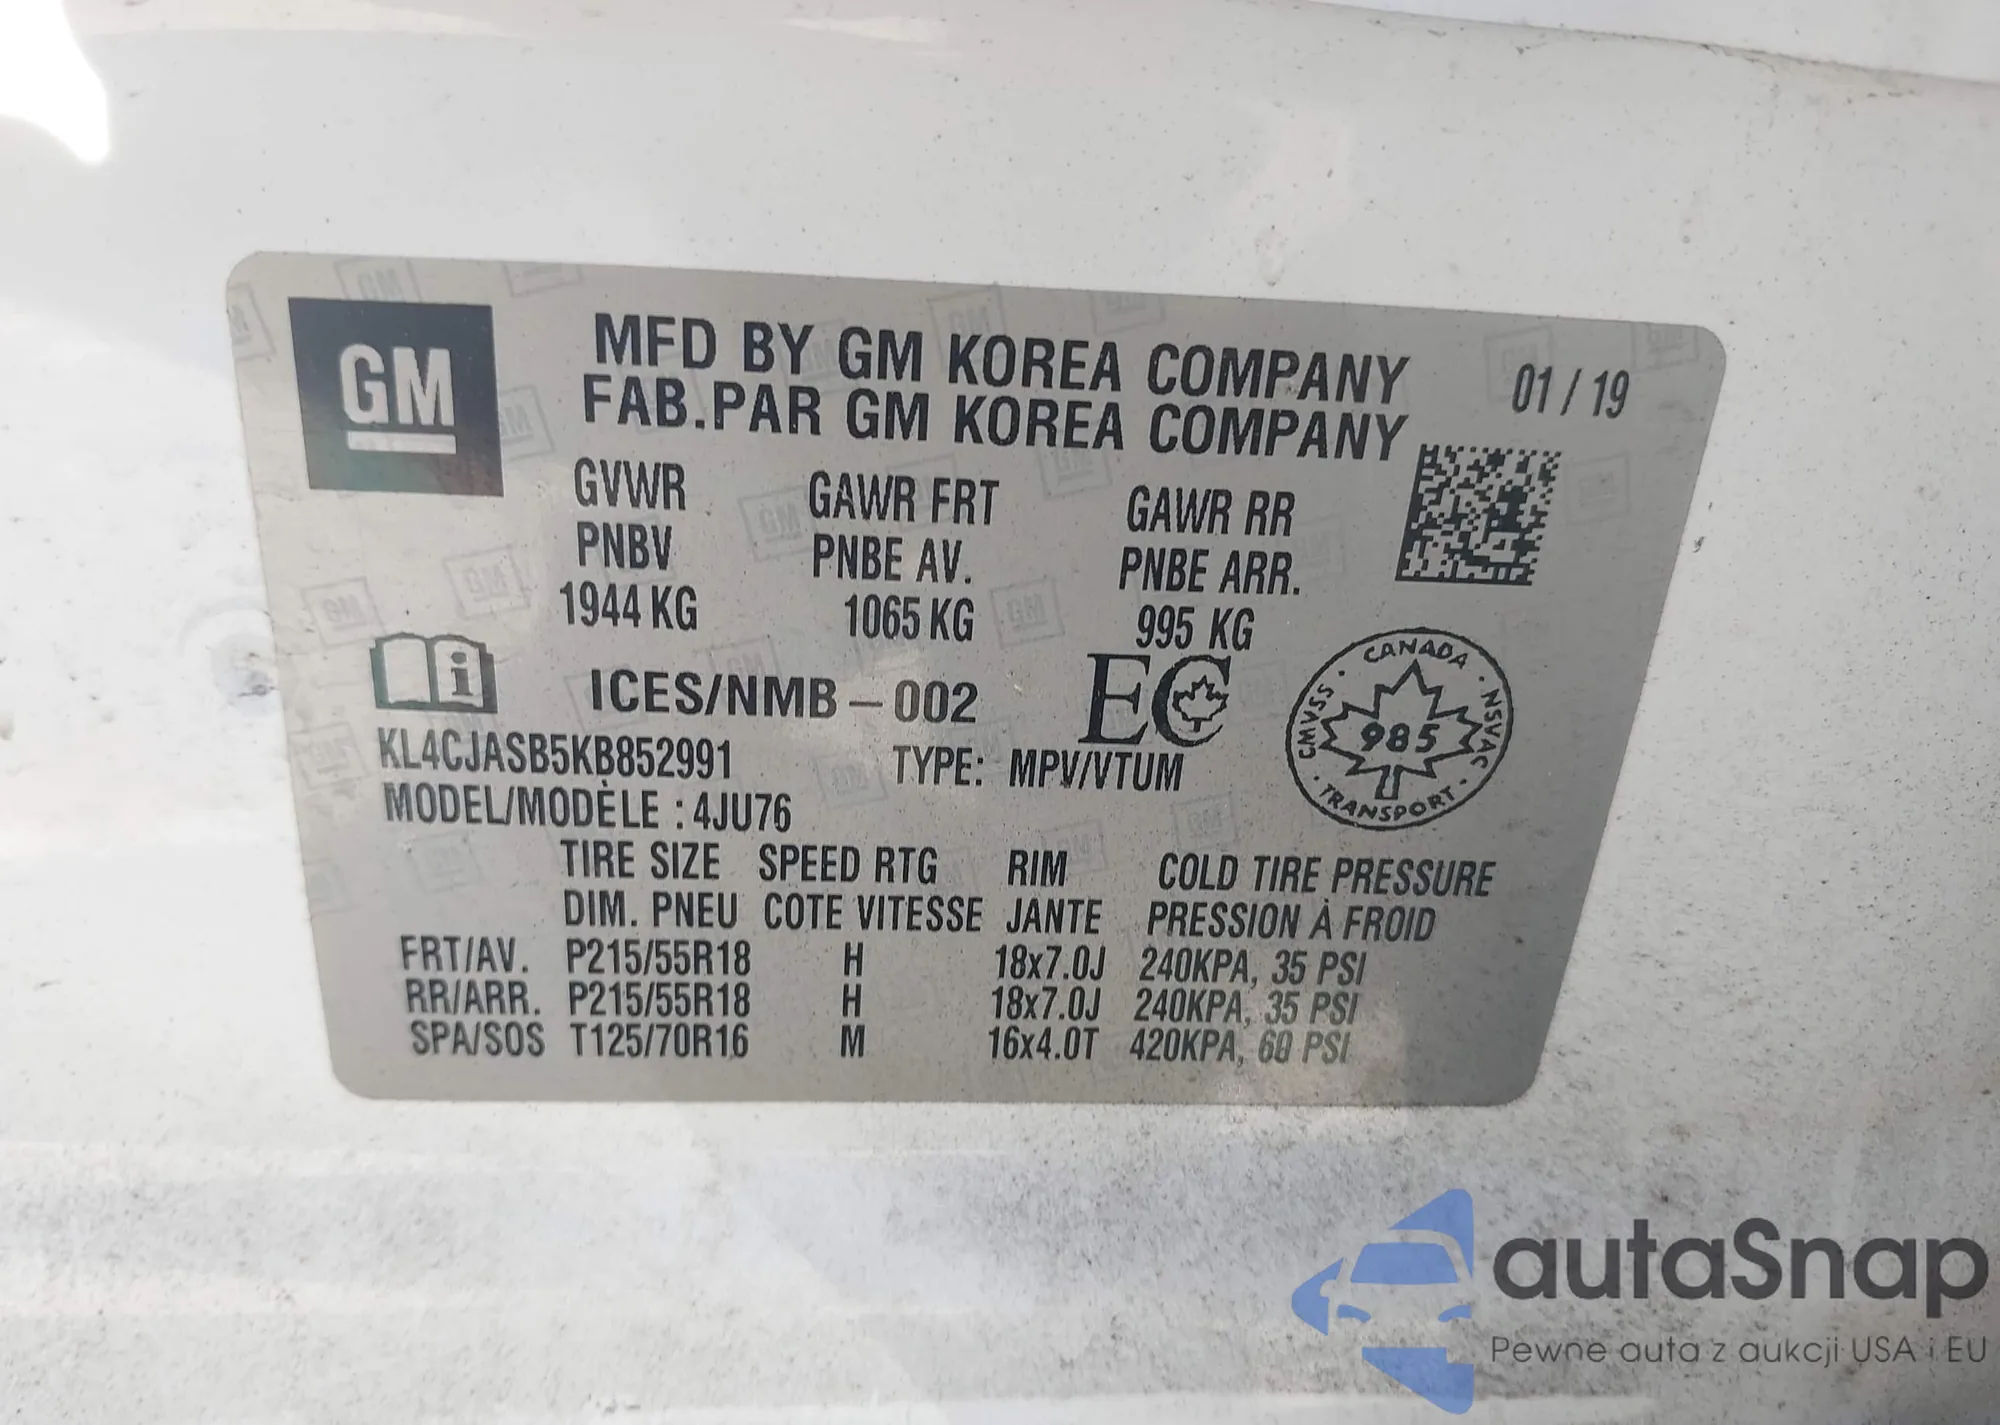 GM
MFD BY GM KOREA COMPANY
01 / 19
FAB.PAR GM KOREA COMPANY
GVWR GAWR FRT GAWR RR
PNBV PNBE AV. PNBE ARR.
1944 KG 1065 KG 995 KG
ICES/NMB - 002 EC
CANADA
CMVSS · 985 · NSVAC
TRANSPORT
KL4CJASB5KB852991 TYPE: MPV/VTUM
MODEL/MODÈLE : 4JU76
TIRE SIZE SPEED RTG RIM COLD TIRE PRESSURE
DIM. PNEU COTE VITESSE JANTE PRESSION À FROID
FRT/AV. P215/55R18 H 18x7.0J 240KPA, 35 PSI
RR/ARR. P215/55R18 H 18x7.0J 240KPA, 35 PSI
SPA/SOS T125/70R16 M 16x4.0T 420KPA, 60 PSI
autaSnap
Pewne auta z aukcji USA i EU